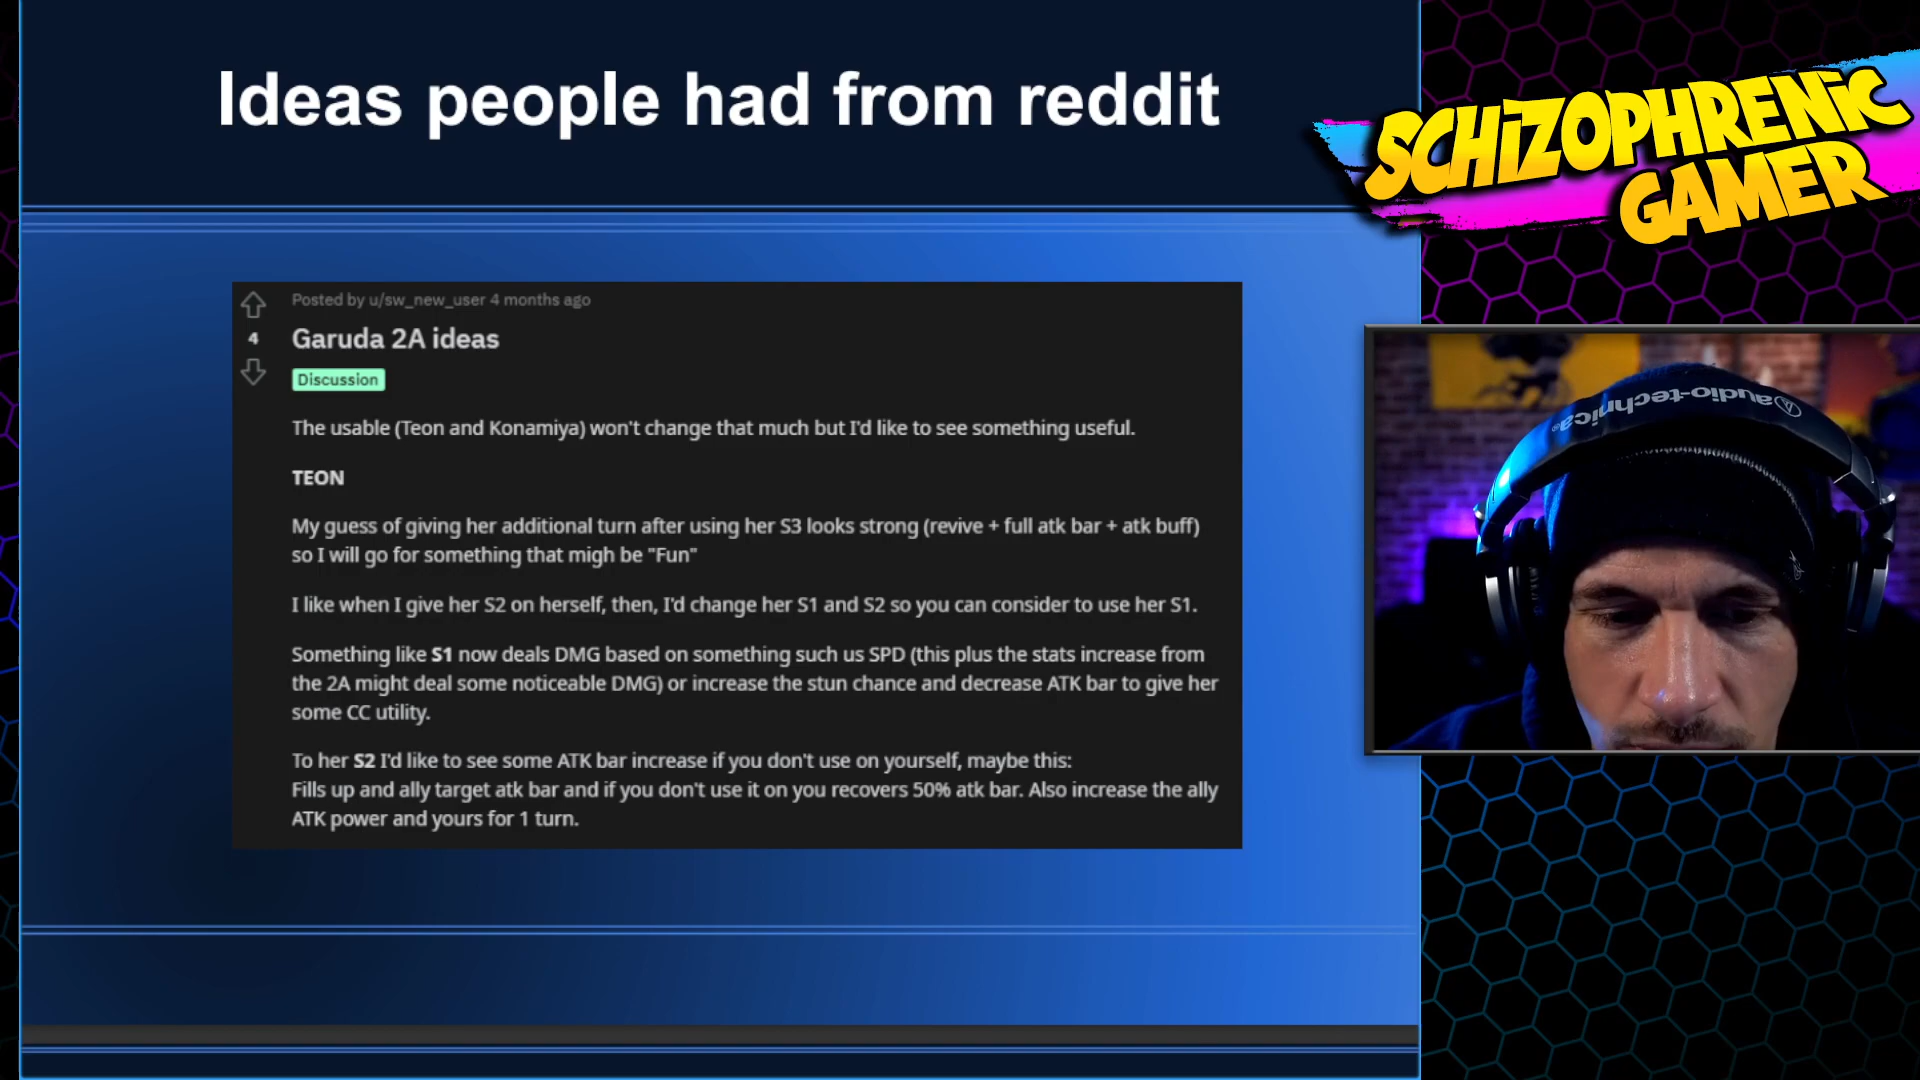 Ideas people had from reddit
SCHIZOPHRENIC
GAMER
Posted by u/sw_new_user 4 months ago
4
Garuda 2A ideas
Discussion
The usable (Teon and Konamiya) won't change that much but I'd like to see something useful.
TEON
My guess of giving her additional turn after using her S3 looks strong (revive + full atk bar + atk buff)
so I will go for something that migh be "Fun"
I like when I give her S2 on herself, then, I'd change her S1 and S2 so you can consider to use her S1.
Something like S1 now deals DMG based on something such us SPD (this plus the stats increase from
the 2A might deal some noticeable DMG) or increase the stun chance and decrease ATK bar to give her
some CC utility.
To her S2 I'd like to see some ATK bar increase if you don't use on yourself, maybe this:
Fills up and ally target atk bar and if you don't use it on you recovers 50% atk bar. Also increase the ally
ATK power and yours for 1 turn.
audio-technica